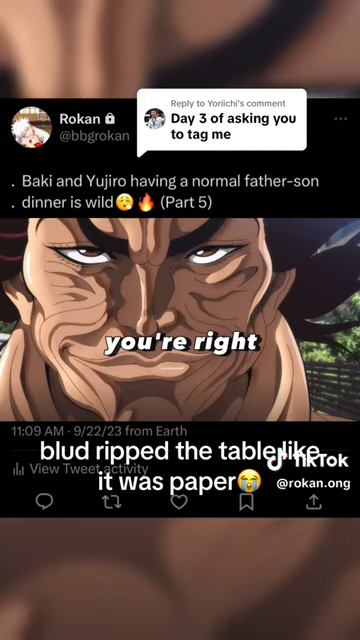 Reply to Yoriichi's comment
Day 3 of asking you
to tag me
Rokan
@bbgrokan
. Baki and Yujiro having a normal father-son
. dinner is wild😮‍💨🔥 (Part 5)
you're right
11:09 AM · 9/22/23 from Earth
blud ripped the table like
it was paper😭
View Tweet activity
TikTok
@rokan.ong